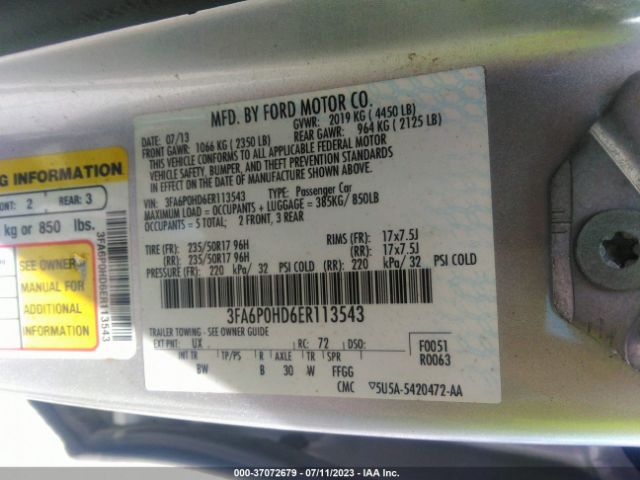 MFD. BY FORD MOTOR CO.
DATE: 07/13 GVWR: 2019 KG ( 4450 LB)
FRONT GAWR: 1066 KG ( 2350 LB) REAR GAWR: 964 KG ( 2125 LB)
THIS VEHICLE CONFORMS TO ALL APPLICABLE FEDERAL MOTOR
VEHICLE SAFETY, BUMPER, AND THEFT PREVENTION STANDARDS
IN EFFECT ON THE DATE OF MANUFACTURE SHOWN ABOVE.
VIN: 3FA6P0HD6ER113543 TYPE: Passenger Car
MAXIMUM LOAD = OCCUPANTS + LUGGAGE = 385KG/ 850LB
OCCUPANTS = 5 TOTAL; 2 FRONT, 3 REAR
TIRE (FR): 235/50R17 96H RIMS (FR): 17x7.5J
(RR): 235/50R17 96H (RR): 17x7.5J
PRESSURE (FR): 220 kPa/ 32 PSI COLD (RR): 220 kPa/ 32 PSI COLD
3FA6P0HD6ER113543
TRAILER TOWING - SEE OWNER GUIDE
EXT PNT: UX RC: 72 DSO: F0051
INT TR TP/PS R AXLE TR SPR R0063
BW B 30 W FFGG
CMC 5U5A-5420472-AA
G INFORMATION
ONT: 2 REAR: 3
kg or 850 lbs.
SEE OWNER
MANUAL FOR
ADDITIONAL
INFORMATION
3FA6P0HD6ER113543
000-37072679 - 07/11/2023 - IAA Inc.